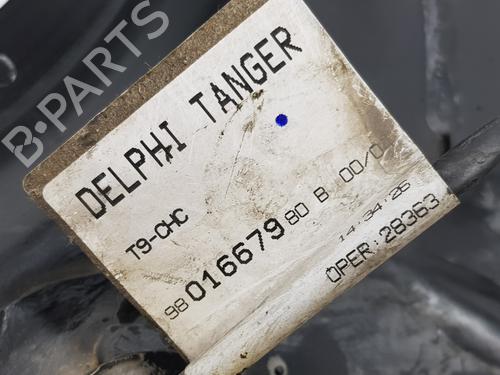 B-PARTS
DELPHI TANGER
T9-CHC
98 016679 80 B 00/0
14:34:26
OPER: 28363